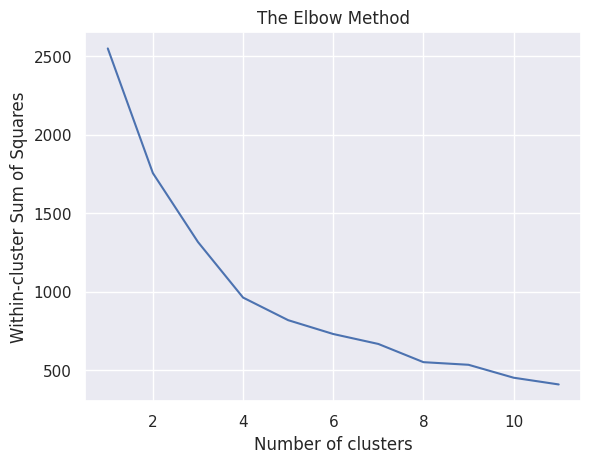 The Elbow Method
Within-cluster Sum of Squares
2500
2000
1500
1000
500
2 4 6 8 10
Number of clusters